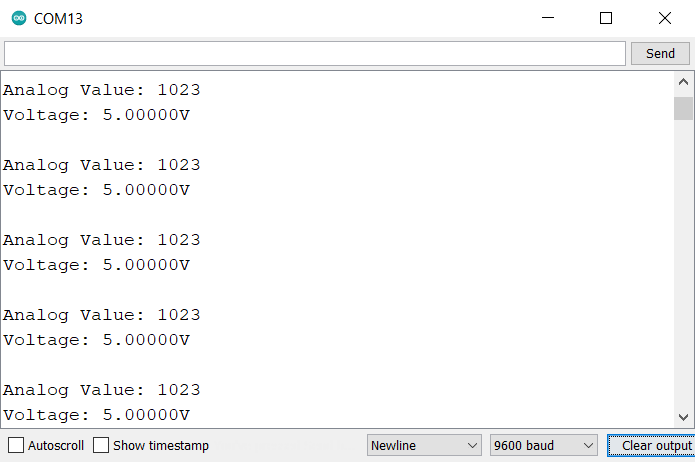 COM13
Send
Analog Value: 1023
Voltage: 5.00000V
Analog Value: 1023
Voltage: 5.00000V
Analog Value: 1023
Voltage: 5.00000V
Analog Value: 1023
Voltage: 5.00000V
Analog Value: 1023
Voltage: 5.00000V
Autoscroll Show timestamp Newline 9600 baud Clear output